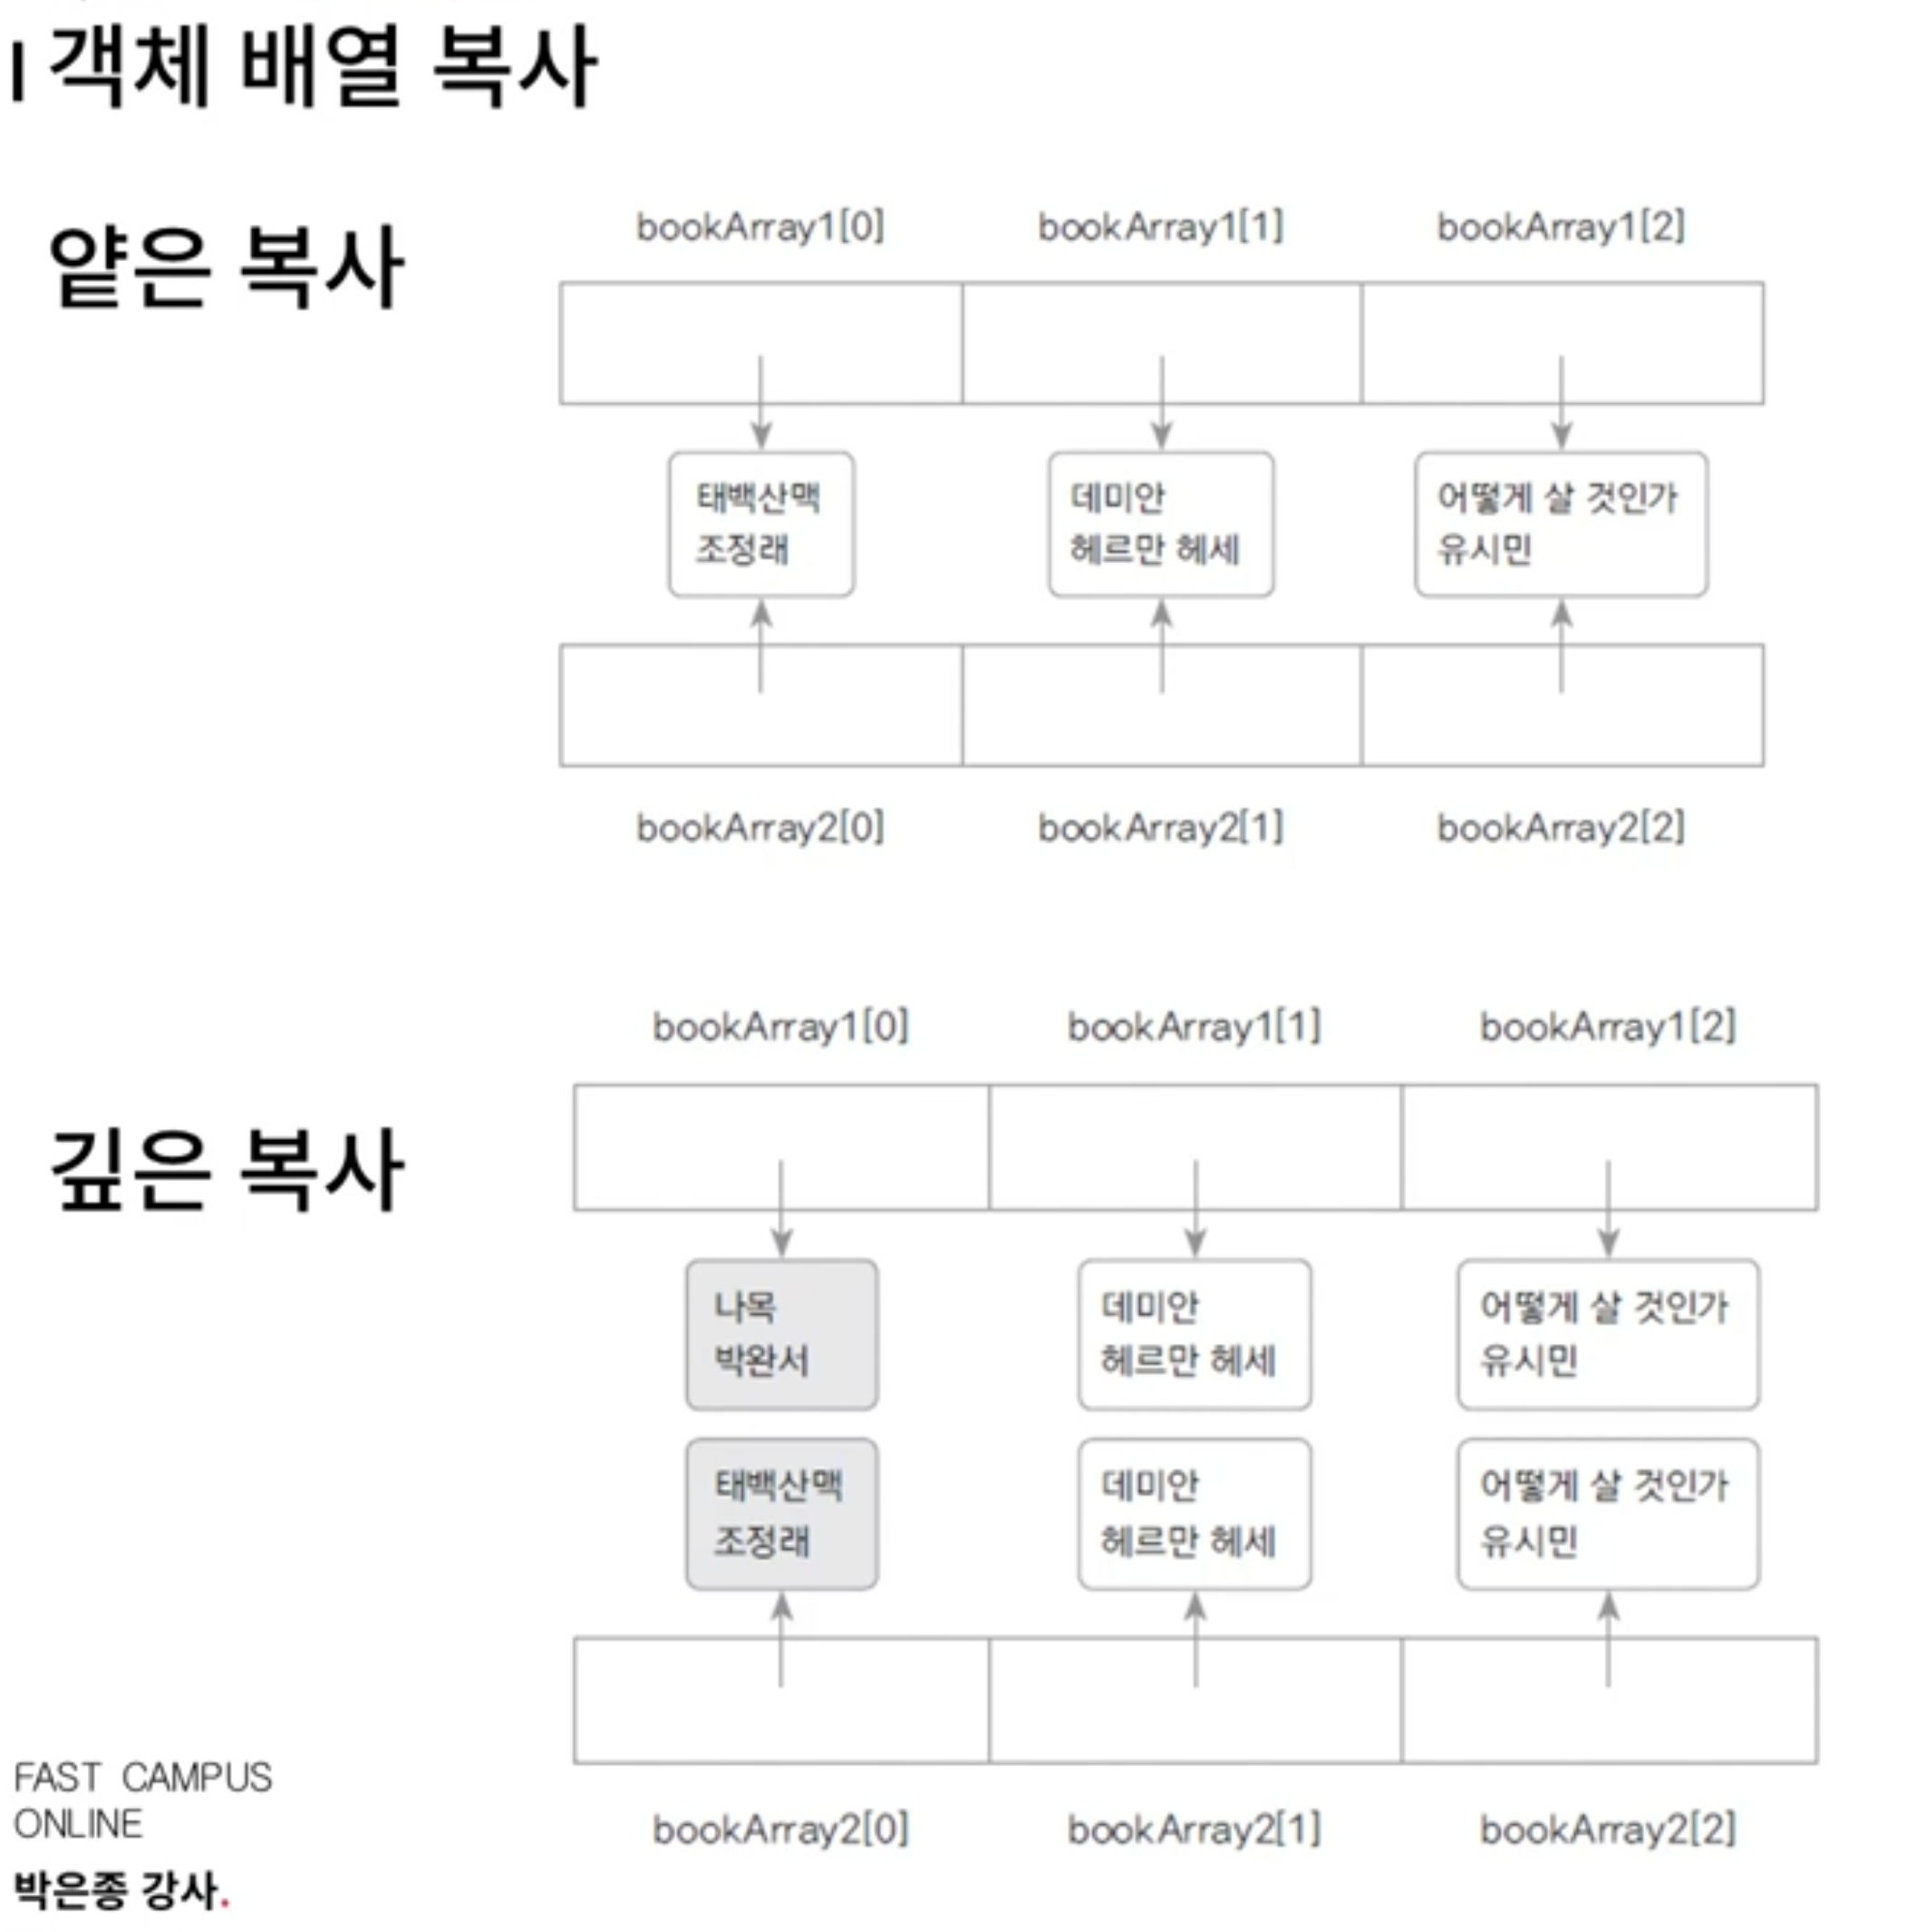 객체 배열 복사
얕은 복사
bookArray1[0] bookArray1[1] bookArray1[2]
태백산맥 데미안 어떻게 살 것인가
조정래 헤르만 헤세 유시민
bookArray2[0] bookArray2[1] bookArray2[2]
깊은 복사
bookArray1[0] bookArray1[1] bookArray1[2]
나목 데미안 어떻게 살 것인가
박완서 헤르만 헤세 유시민
태백산맥 데미안 어떻게 살 것인가
조정래 헤르만 헤세 유시민
bookArray2[0] bookArray2[1] bookArray2[2]
FAST CAMPUS
ONLINE
박은종 강사.